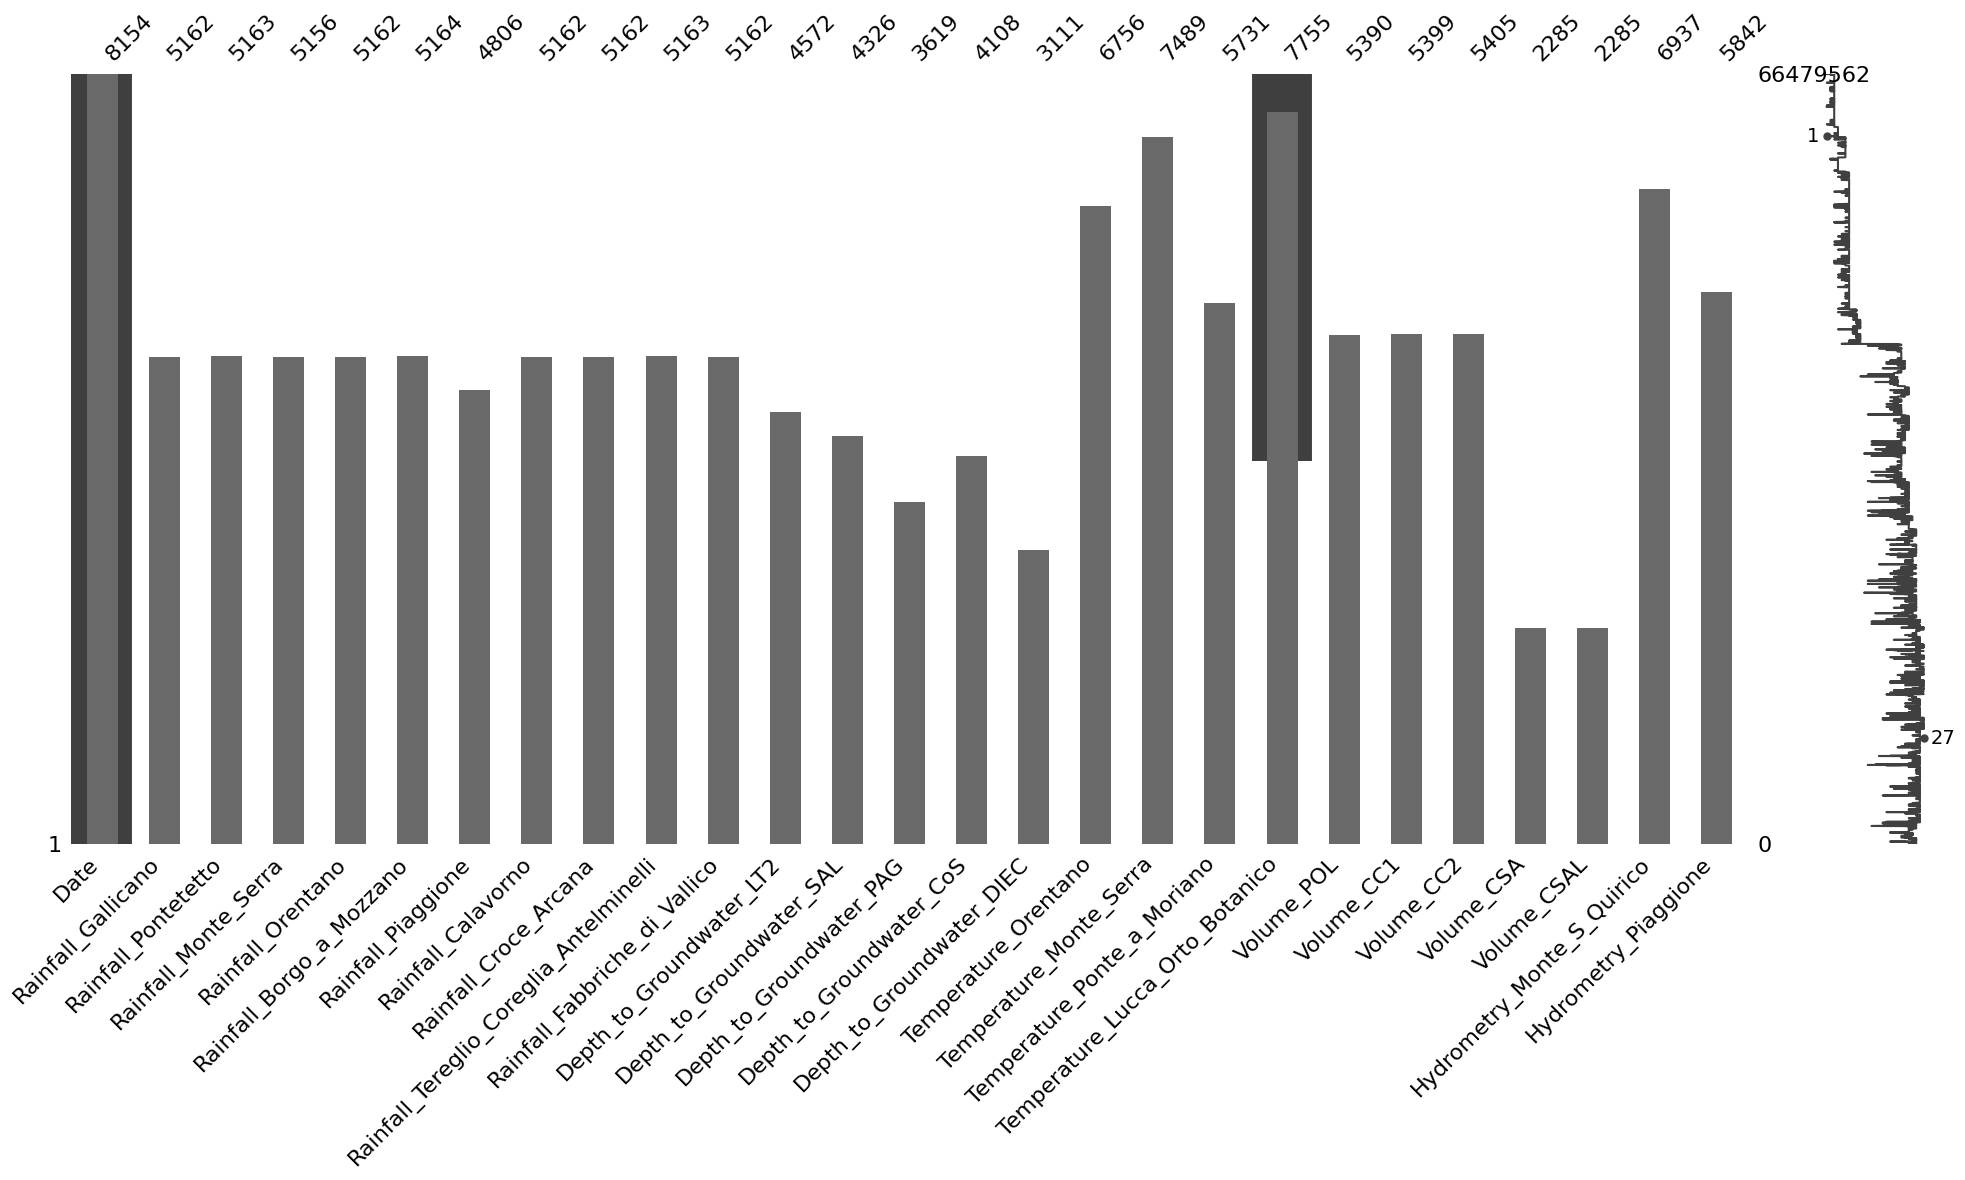 8154
5162
5163
5156
5162
5164
4806
5162
5162
5163
5162
4572
4326
3619
4108
3111
6756
7489
5731
7755
5390
5399
5405
2285
2285
6937
5842
66479562
1
27
1
0
Date
Rainfall_Gallicano
Rainfall_Pontetetto
Rainfall_Monte_Serra
Rainfall_Orentano
Rainfall_Borgo_a_Mozzano
Rainfall_Piaggione
Rainfall_Calavorno
Rainfall_Croce_Arcana
Rainfall_Tereglio_Coreglia_Antelminelli
Rainfall_Fabbriche_di_Vallico
Depth_to_Groundwater_LT2
Depth_to_Groundwater_SAL
Depth_to_Groundwater_PAG
Depth_to_Groundwater_CoS
Depth_to_Groundwater_DIEC
Temperature_Orentano
Temperature_Monte_Serra
Temperature_Ponte_a_Moriano
Temperature_Lucca_Orto_Botanico
Volume_POL
Volume_CC1
Volume_CC2
Volume_CSA
Volume_CSAL
Hydrometry_Monte_S_Quirico
Hydrometry_Piaggione